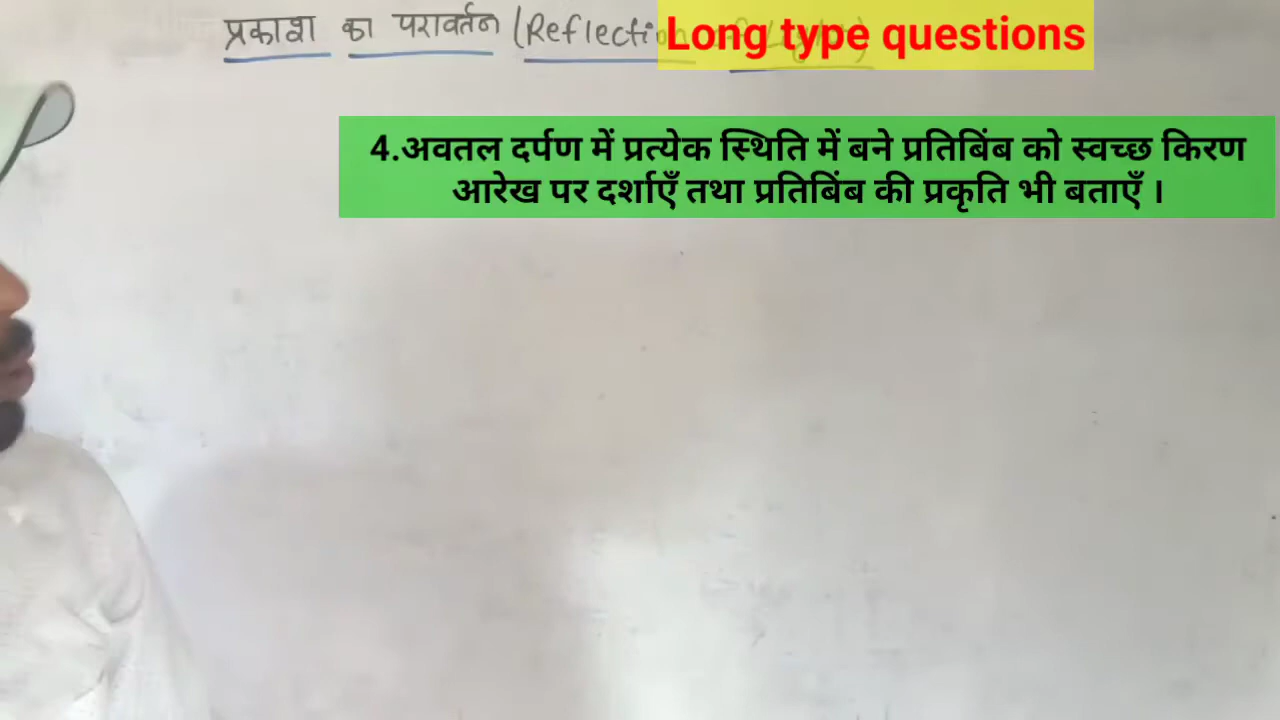 प्रकाश का परावर्तन (Reflection
Long type questions
4.अवतल दर्पण में प्रत्येक स्थिति में बने प्रतिबिंब को स्वच्छ किरण
आरेख पर दर्शाएँ तथा प्रतिबिंब की प्रकृति भी बताएँ ।